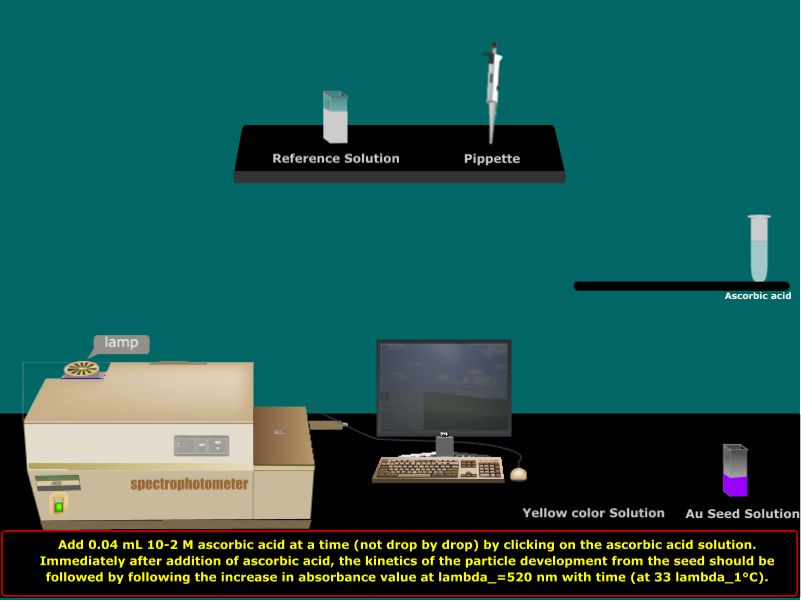 Reference Solution
Pippette
Ascorbic acid
lamp
spectrophotometer
Yellow color Solution
Au Seed Solution
Add 0.04 mL 10-2 M ascorbic acid at a time (not drop by drop) by clicking on the ascorbic acid solution.
Immediately after addition of ascorbic acid, the kinetics of the particle development from the seed should be
followed by following the increase in absorbance value at lambda_=520 nm with time (at 33 lambda_1°C).